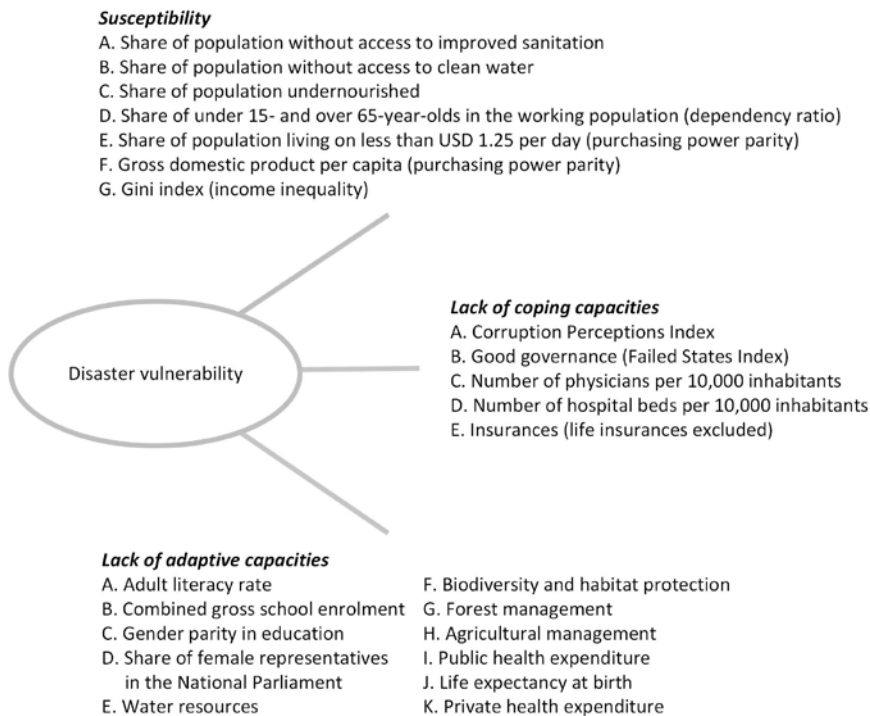 Susceptibility
A. Share of population without access to improved sanitation
B. Share of population without access to clean water
C. Share of population undernourished
D. Share of under 15- and over 65-year-olds in the working population (dependency ratio)
E. Share of population living on less than USD 1.25 per day (purchasing power parity)
F. Gross domestic product per capita (purchasing power parity)
G. Gini index (income inequality)
Disaster vulnerability
Lack of coping capacities
A. Corruption Perceptions Index
B. Good governance (Failed States Index)
C. Number of physicians per 10,000 inhabitants
D. Number of hospital beds per 10,000 inhabitants
E. Insurances (life insurances excluded)
Lack of adaptive capacities
A. Adult literacy rate
B. Combined gross school enrolment
C. Gender parity in education
D. Share of female representatives
in the National Parliament
E. Water resources
F. Biodiversity and habitat protection
G. Forest management
H. Agricultural management
I. Public health expenditure
J. Life expectancy at birth
K. Private health expenditure